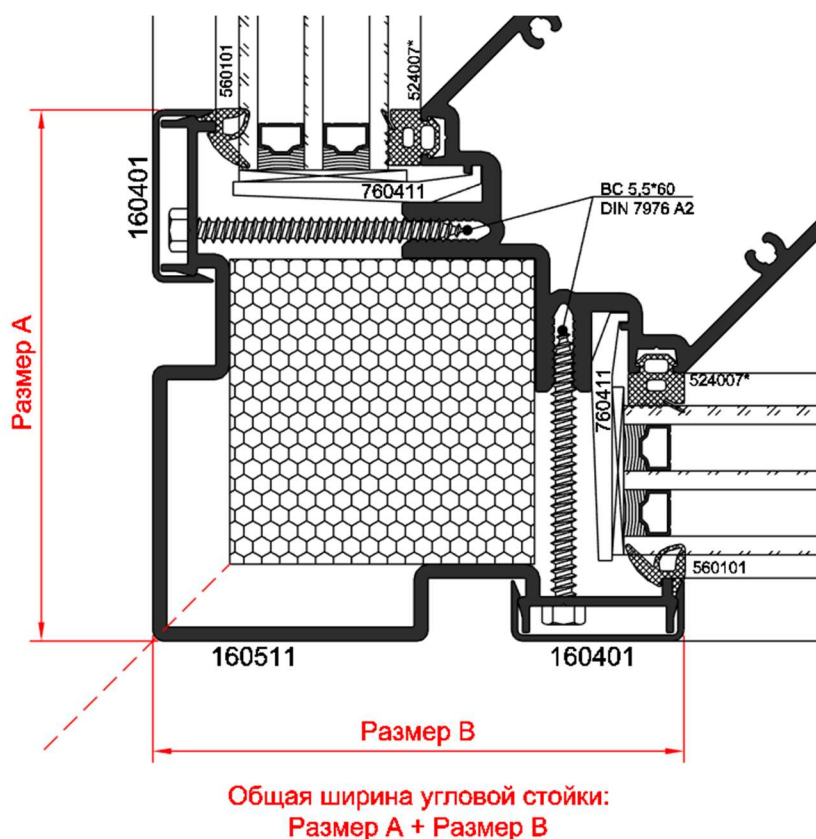 560101
524007*
160401
760411
BC 5,5*60
DIN 7976 A2
Размер А
760411
524007*
560101
160511
160401
Размер В
Общая ширина угловой стойки:
Размер А + Размер В